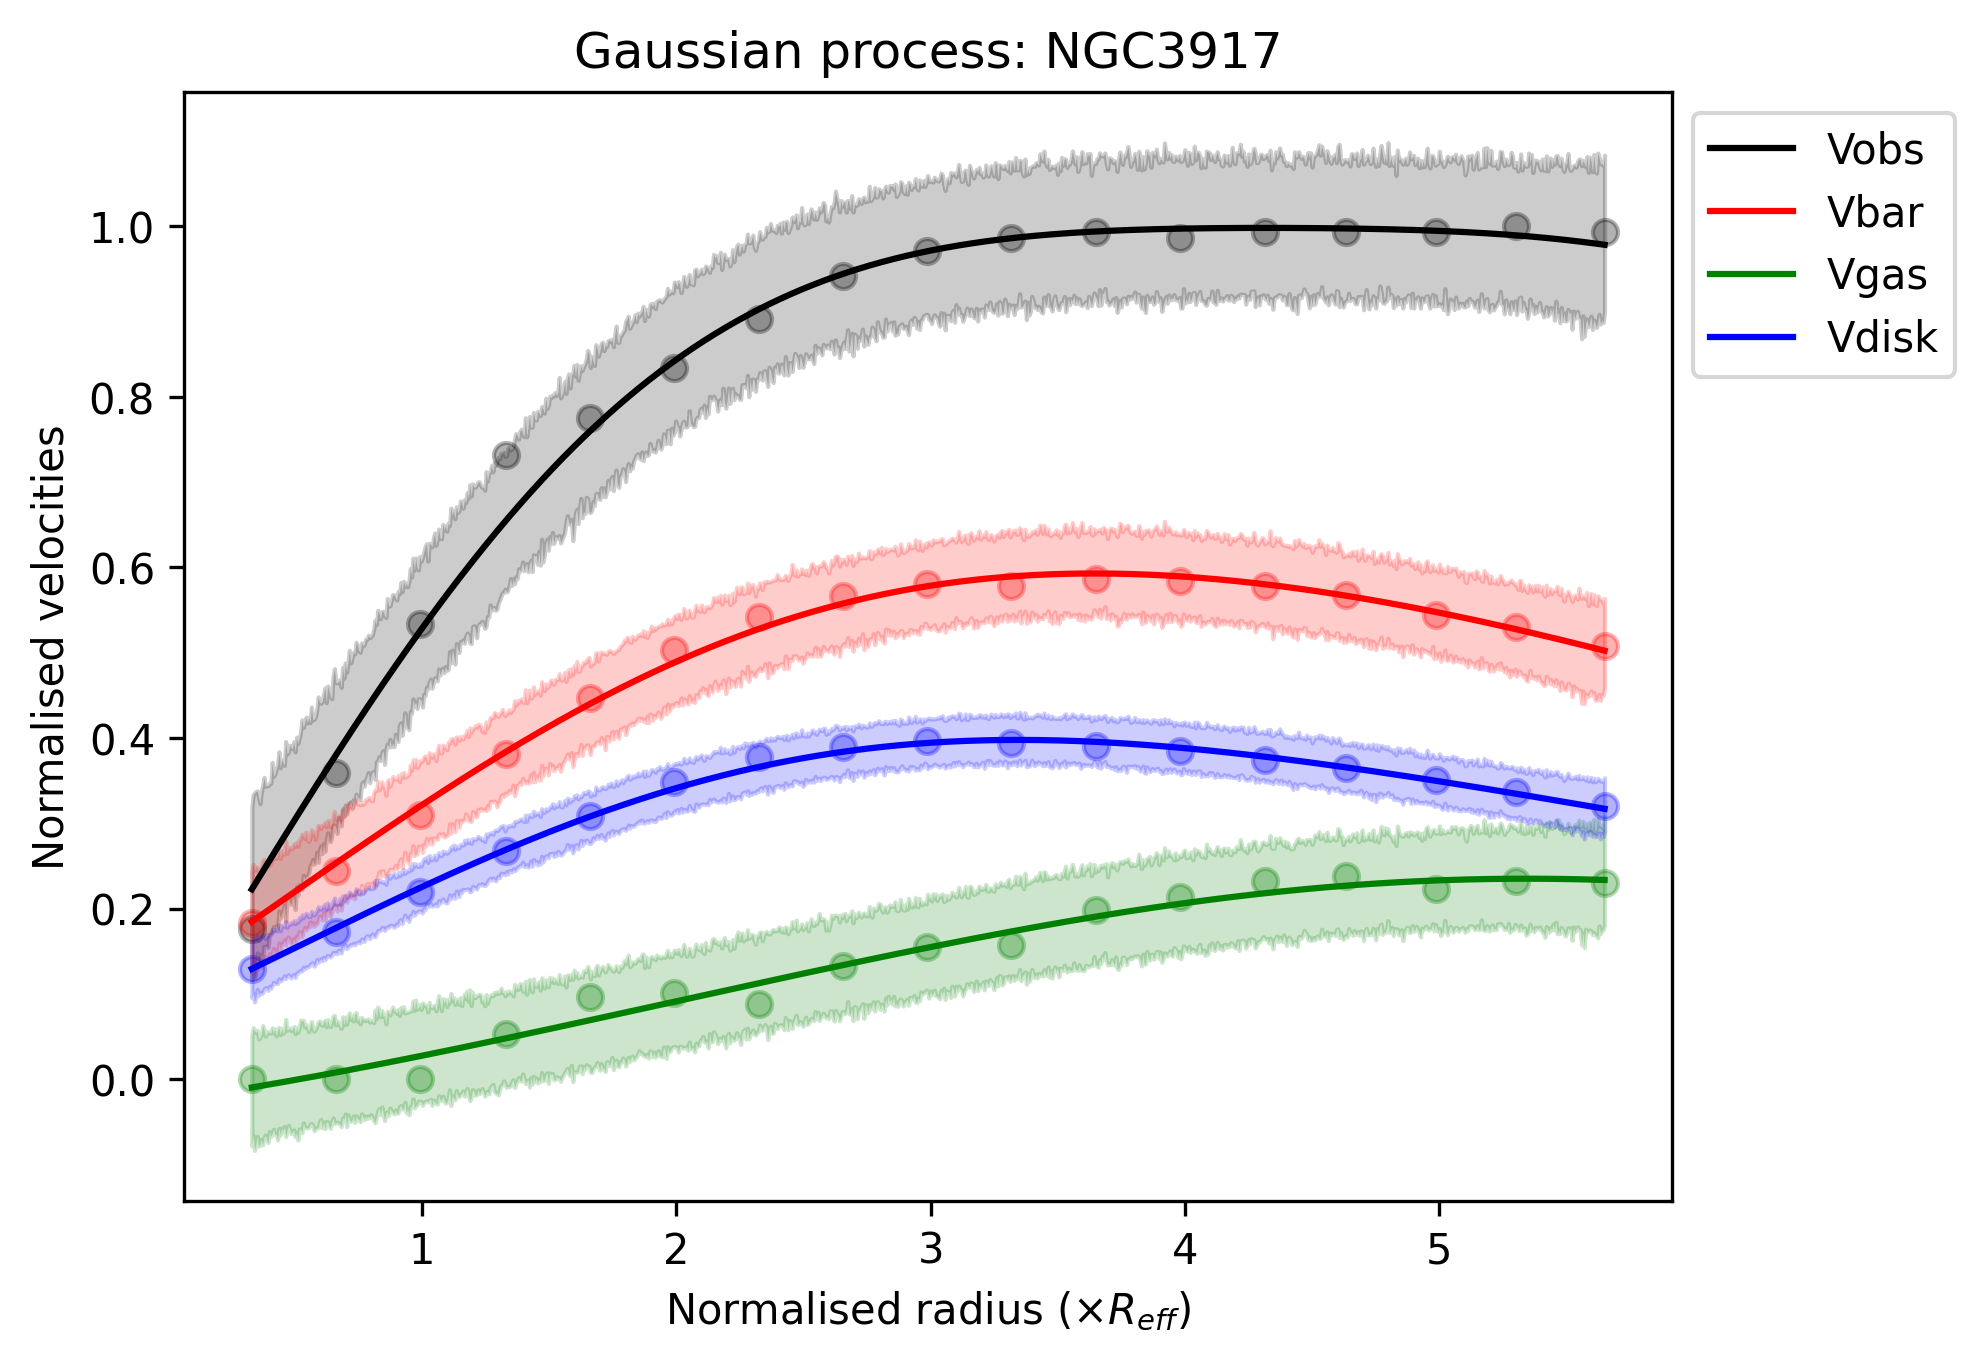 Gaussian process: NGC3917
Vobs
Vbar
Vgas
Vdisk
Normalised velocities
1.0
0.8
0.6
0.4
0.2
0.0
1 2 3 4 5
Normalised radius (×R_eff)